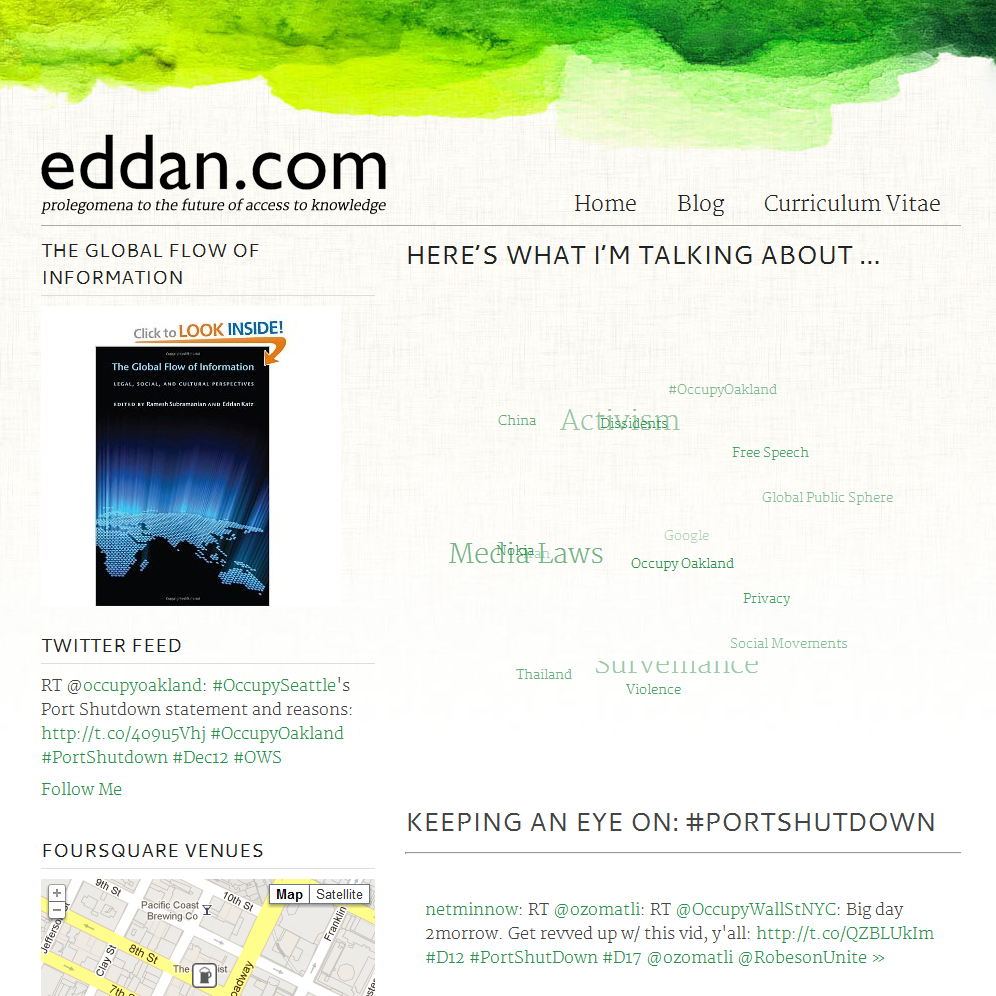 eddan.com
prolegomena to the future of access to knowledge
Home Blog Curriculum Vitae
THE GLOBAL FLOW OF
INFORMATION
Click to LOOK INSIDE!
The Global Flow of Information
LEGAL, SOCIAL, AND CULTURAL PERSPECTIVES
EDITED BY Ramesh Subramanian AND Eddan Katz
TWITTER FEED
RT @occupyoakland: #OccupySeattle's
Port Shutdown statement and reasons:
http://t.co/4o9u5Vhj #OccupyOakland
#PortShutdown #Dec12 #OWS
Follow Me
FOURSQUARE VENUES
+
−
Map Satellite
9th St
10th St
Pacific Coast
Brewing Co
Franklin
Jefferso
8th St
Clay St
The
ist
oadway
7th
ster
HERE'S WHAT I'M TALKING ABOUT ...
#OccupyOakland
China
Activism
Dissidents
Free Speech
Global Public Sphere
Google
Nokia
Media Laws
Occupy Oakland
Privacy
Social Movements
Surveillance
Thailand
Violence
KEEPING AN EYE ON: #PORTSHUTDOWN
netminnow: RT @ozomatli: RT @OccupyWallStNYC: Big day
2morrow. Get revved up w/ this vid, y'all: http://t.co/QZBLUkIm
#D12 #PortShutDown #D17 @ozomatli @RobesonUnite »